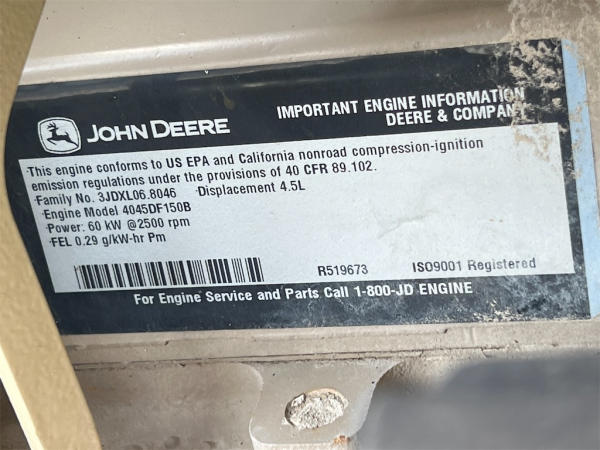 JOHN DEERE
IMPORTANT ENGINE INFORMATION
DEERE & COMPANY
This engine conforms to US EPA and California nonroad compression-ignition
emission regulations under the provisions of 40 CFR 89.102.
Family No. 3JDXL06.8046 Displacement 4.5L
Engine Model 4045DF150B
Power: 60 kW @2500 rpm
FEL 0.29 g/kW-hr Pm
R519673 ISO9001 Registered
For Engine Service and Parts Call 1-800-JD ENGINE